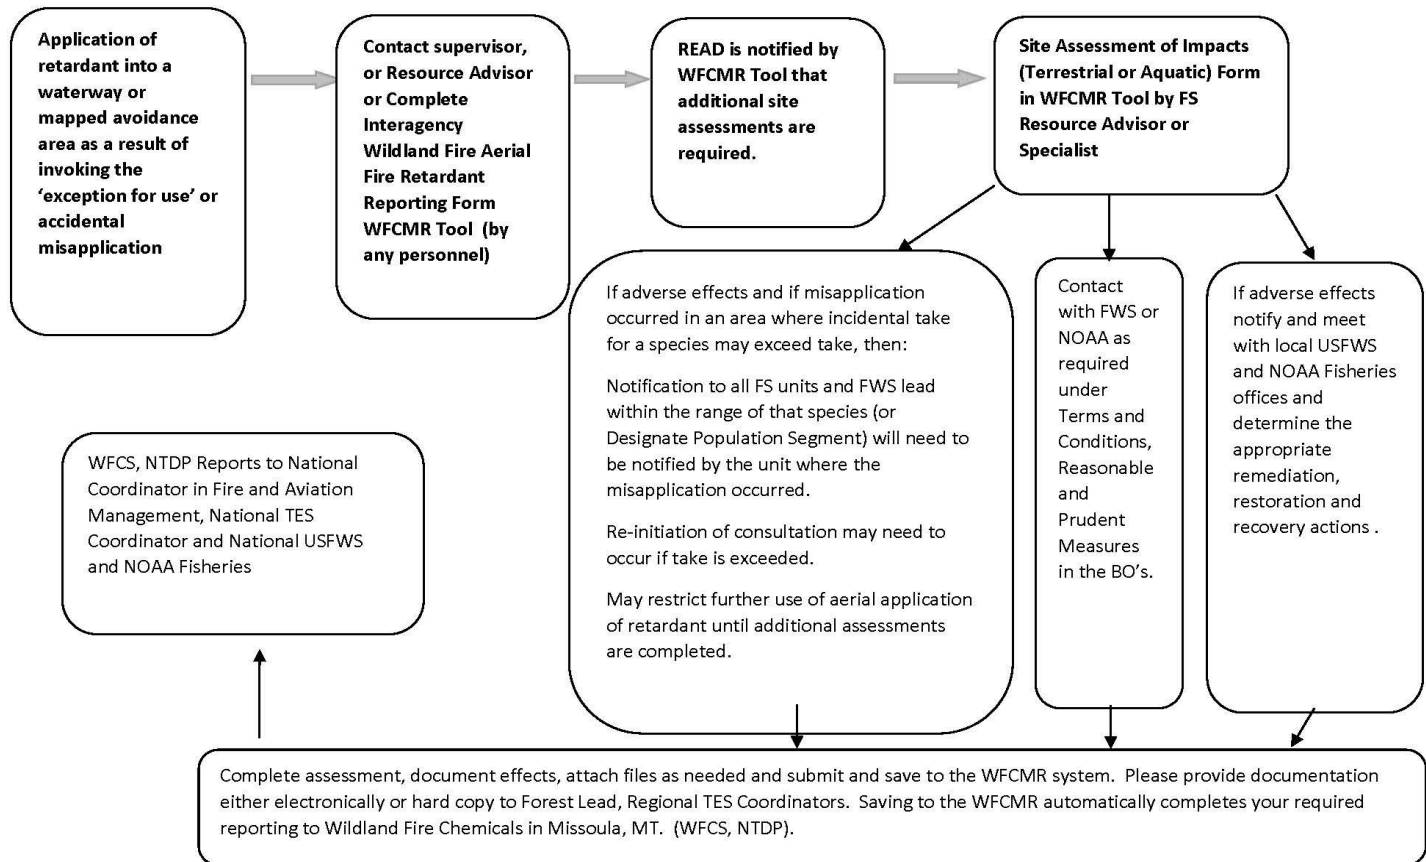 Application of
retardant into a
waterway or
mapped avoidance
area as a result of
invoking the
‘exception for use’ or
accidental
misapplication
Contact supervisor,
or Resource Advisor
or Complete
Interagency
Wildland Fire Aerial
Fire Retardant
Reporting Form
WFCMR Tool (by
any personnel)
READ is notified by
WFCMR Tool that
additional site
assessments are
required.
Site Assessment of Impacts
(Terrestrial or Aquatic) Form
in WFCMR Tool by FS
Resource Advisor or
Specialist
If adverse effects and if misapplication
occurred in an area where incidental take
for a species may exceed take, then:
Notification to all FS units and FWS lead
within the range of that species (or
Designate Population Segment) will need to
be notified by the unit where the
misapplication occurred.
Re-initiation of consultation may need to
occur if take is exceeded.
May restrict further use of aerial application
of retardant until additional assessments
are completed.
Contact
with FWS or
NOAA as
required
under
Terms and
Conditions,
Reasonable
and
Prudent
Measures
in the BO’s.
If adverse effects
notify and meet
with local USFWS
and NOAA Fisheries
offices and
determine the
appropriate
remediation,
restoration and
recovery actions .
Complete assessment, document effects, attach files as needed and submit and save to the WFCMR system. Please provide documentation
either electronically or hard copy to Forest Lead, Regional TES Coordinators. Saving to the WFCMR automatically completes your required
reporting to Wildland Fire Chemicals in Missoula, MT. (WFCS, NTDP).
WFCS, NTDP Reports to National
Coordinator in Fire and Aviation
Management, National TES
Coordinator and National USFWS
and NOAA Fisheries